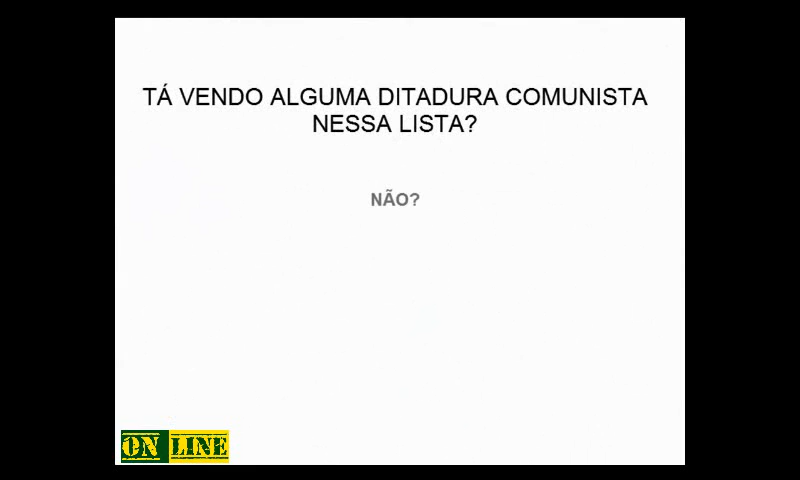 TÁ VENDO ALGUMA DITADURA COMUNISTA
NESSA LISTA?
NÃO?
ON LINE